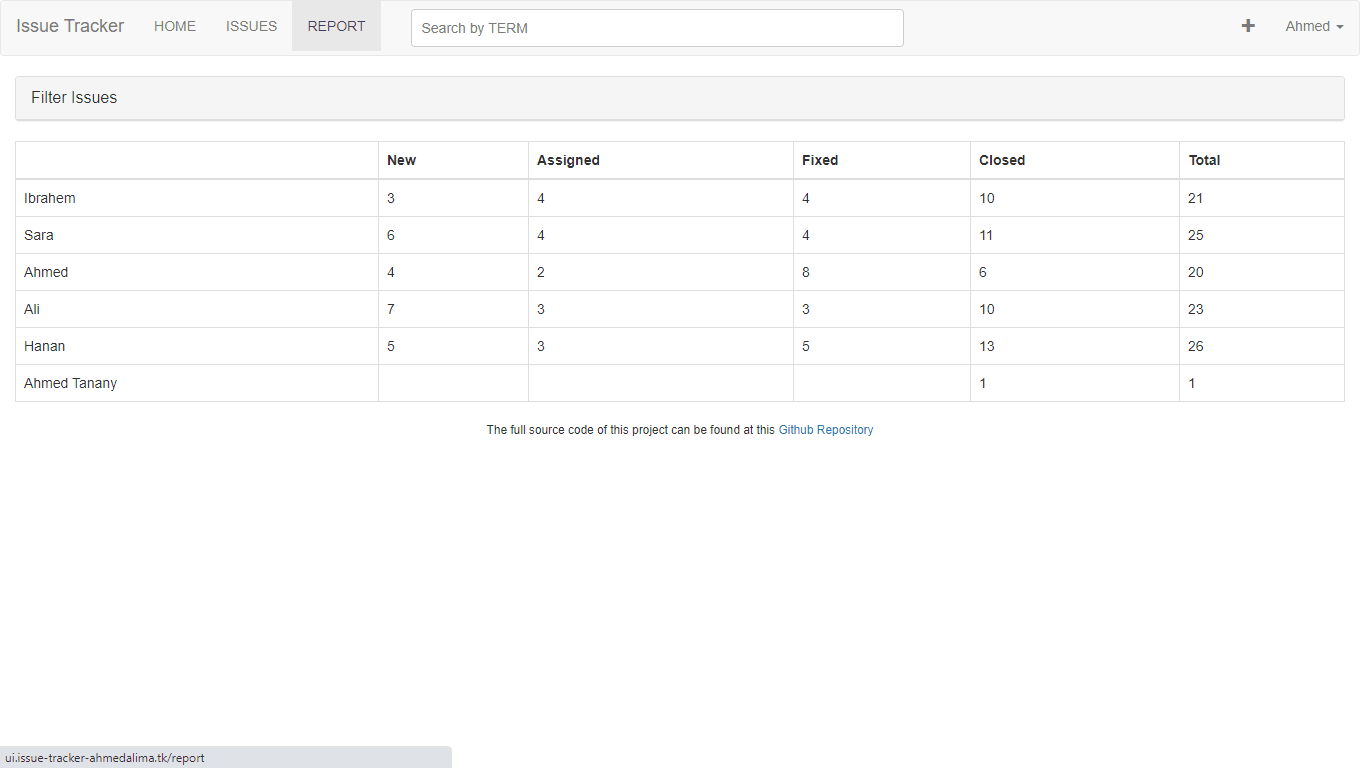 Issue Tracker HOME ISSUES REPORT Search by TERM + Ahmed
Filter Issues
New Assigned Fixed Closed Total
Ibrahem 3 4 4 10 21
Sara 6 4 4 11 25
Ahmed 4 2 8 6 20
Ali 7 3 3 10 23
Hanan 5 3 5 13 26
Ahmed Tanany 1 1
The full source code of this project can be found at this Github Repository
ui.issue-tracker-ahmedalima.tk/report